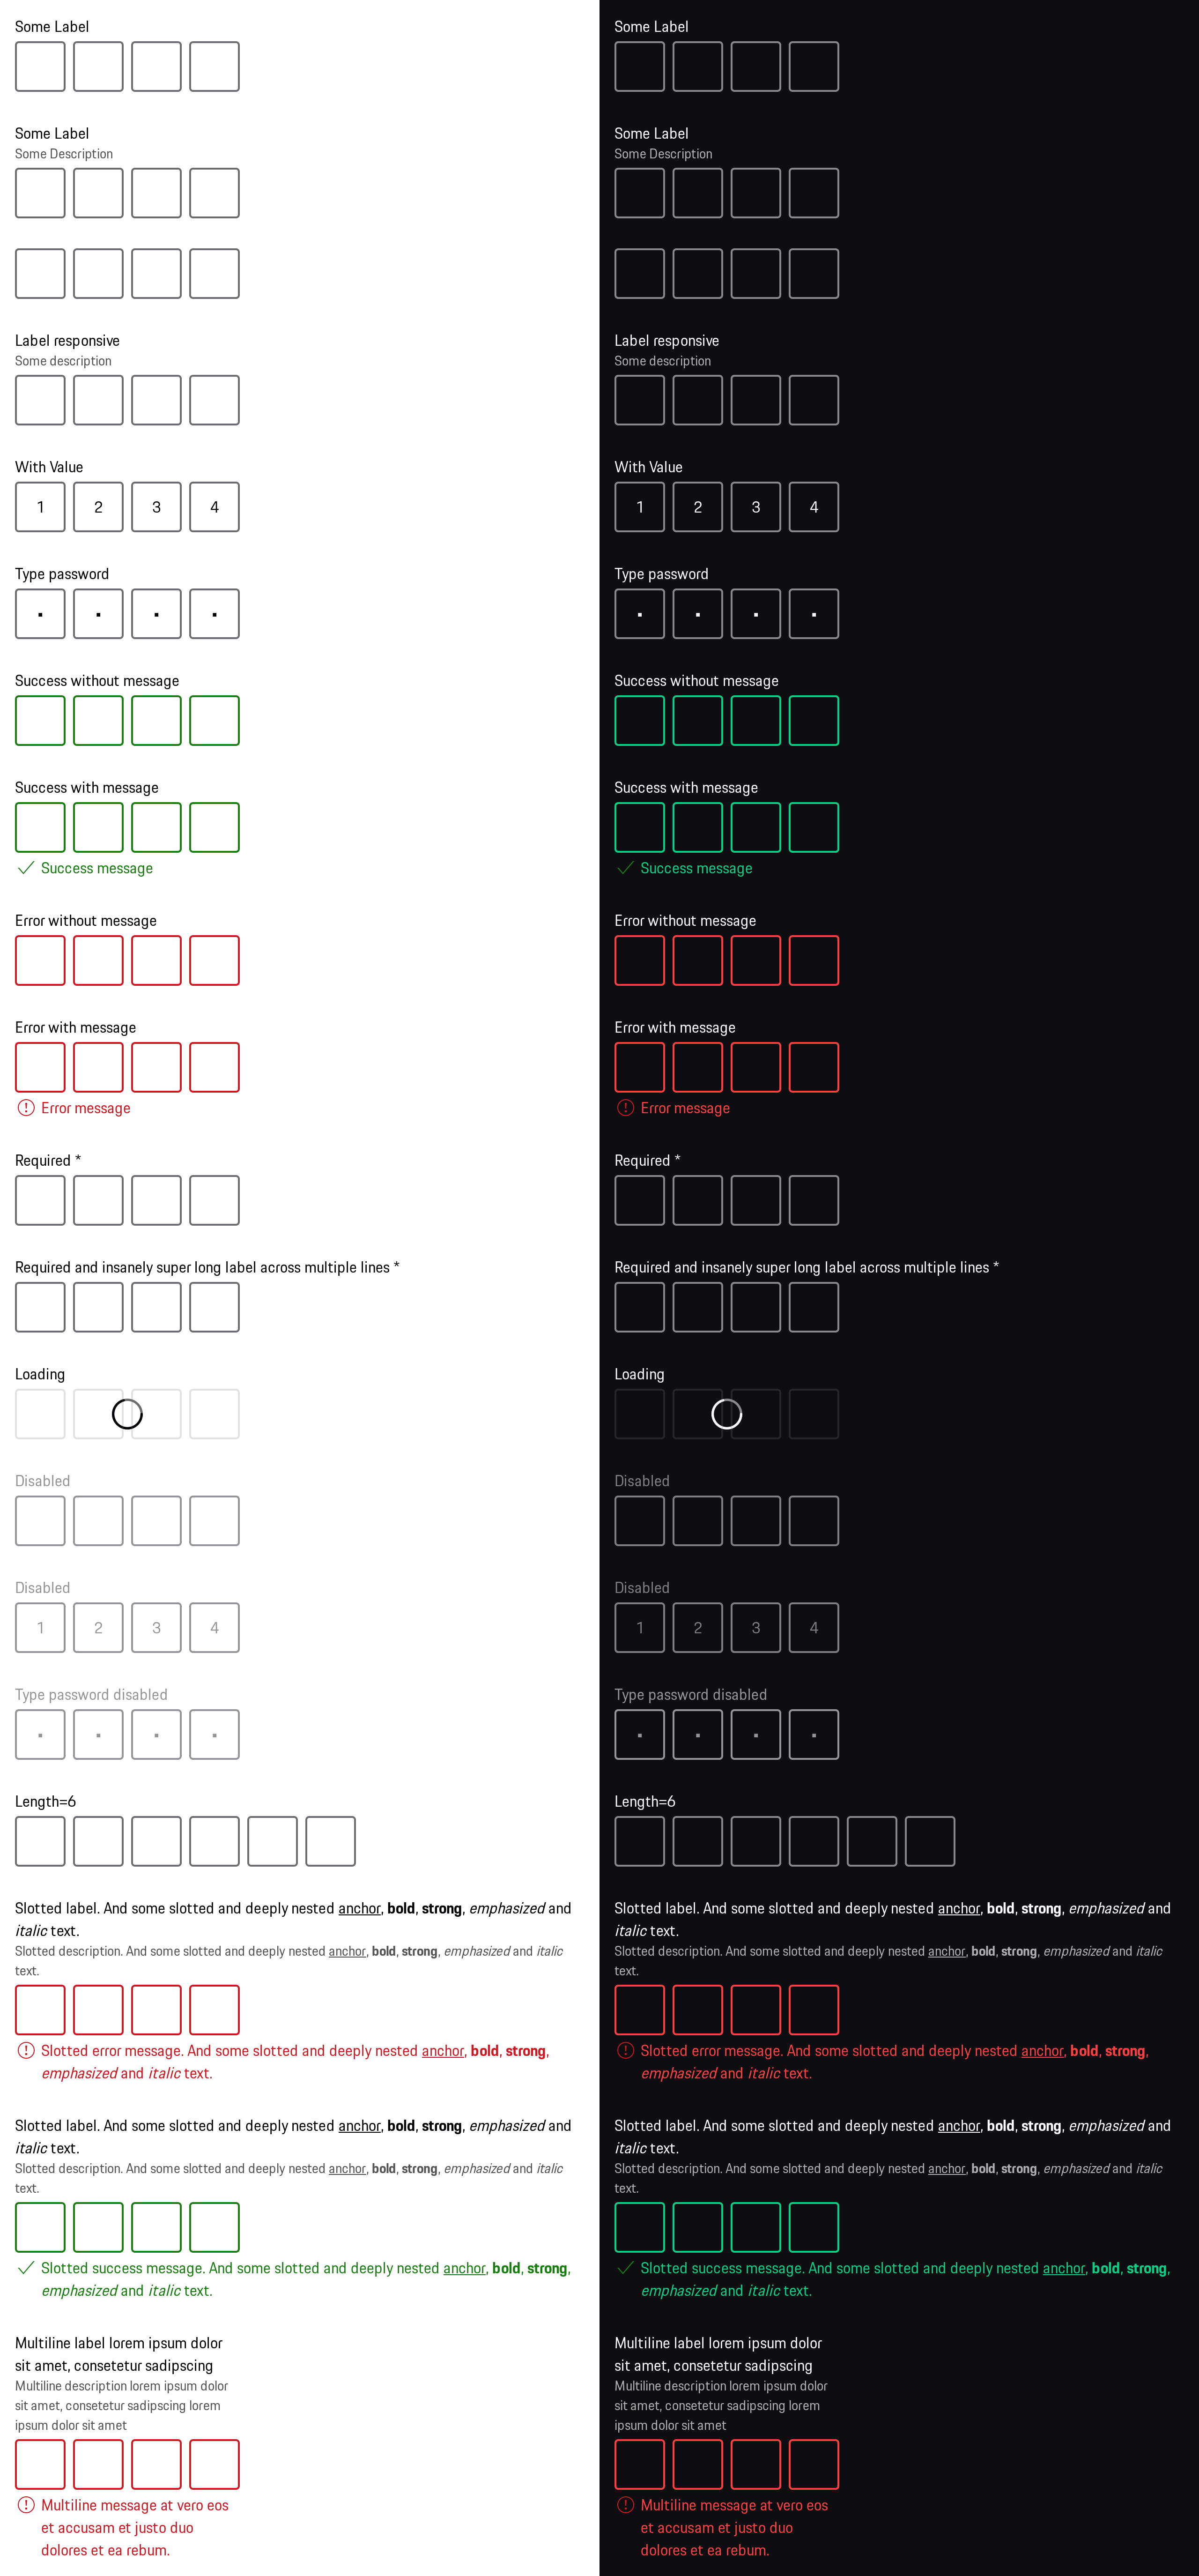 Some Label
Some Label
Some Description
Label responsive
Some description
With Value
1 2 3 4
Type password
Success without message
Success with message
Success message
Error without message
Error with message
Error message
Required *
Required and insanely super long label across multiple lines *
Loading
Disabled
Disabled
1 2 3 4
Type password disabled
Length=6
Slotted label. And some slotted and deeply nested anchor, bold, strong, emphasized and
italic text.
Slotted description. And some slotted and deeply nested anchor, bold, strong, emphasized and italic
text.
Slotted error message. And some slotted and deeply nested anchor, bold, strong,
emphasized and italic text.
Slotted label. And some slotted and deeply nested anchor, bold, strong, emphasized and
italic text.
Slotted description. And some slotted and deeply nested anchor, bold, strong, emphasized and italic
text.
Slotted success message. And some slotted and deeply nested anchor, bold, strong,
emphasized and italic text.
Multiline label lorem ipsum dolor
sit amet, consetetur sadipscing
Multiline description lorem ipsum dolor
sit amet, consetetur sadipscing lorem
ipsum dolor sit amet
Multiline message at vero eos
et accusam et justo duo
dolores et ea rebum.
Some Label
Some Label
Some Description
Label responsive
Some description
With Value
1 2 3 4
Type password
Success without message
Success with message
Success message
Error without message
Error with message
Error message
Required *
Required and insanely super long label across multiple lines *
Loading
Disabled
Disabled
1 2 3 4
Type password disabled
Length=6
Slotted label. And some slotted and deeply nested anchor, bold, strong, emphasized and
italic text.
Slotted description. And some slotted and deeply nested anchor, bold, strong, emphasized and italic
text.
Slotted error message. And some slotted and deeply nested anchor, bold, strong,
emphasized and italic text.
Slotted label. And some slotted and deeply nested anchor, bold, strong, emphasized and
italic text.
Slotted description. And some slotted and deeply nested anchor, bold, strong, emphasized and italic
text.
Slotted success message. And some slotted and deeply nested anchor, bold, strong,
emphasized and italic text.
Multiline label lorem ipsum dolor
sit amet, consetetur sadipscing
Multiline description lorem ipsum dolor
sit amet, consetetur sadipscing lorem
ipsum dolor sit amet
Multiline message at vero eos
et accusam et justo duo
dolores et ea rebum.